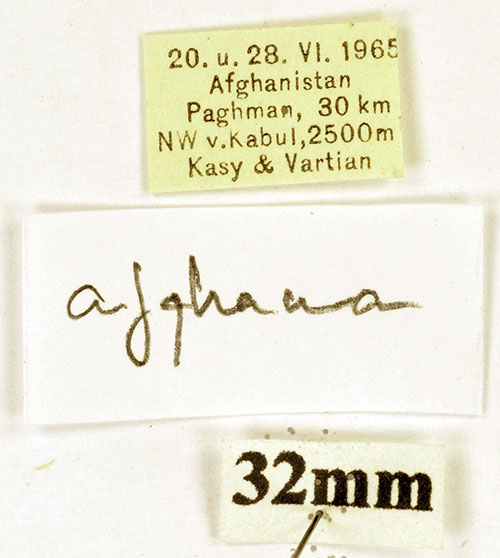 20. u. 28. VI. 1965
Afghanistan
Paghman, 30 km
NW v.Kabul,2500m
Kasy & Vartian
afghana
32mm